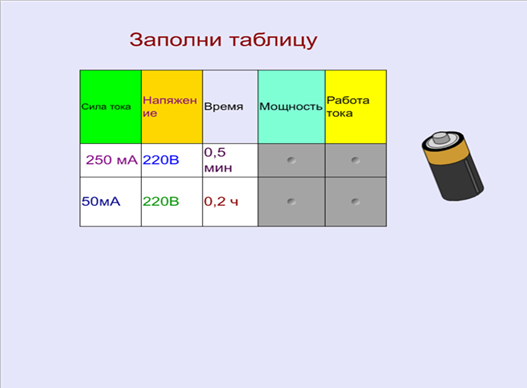 Заполни таблицу
Сила тока Напряжен Время Мощность Работа
ие тока
250 мА 220В 0,5
мин
50мА 220В 0,2 ч